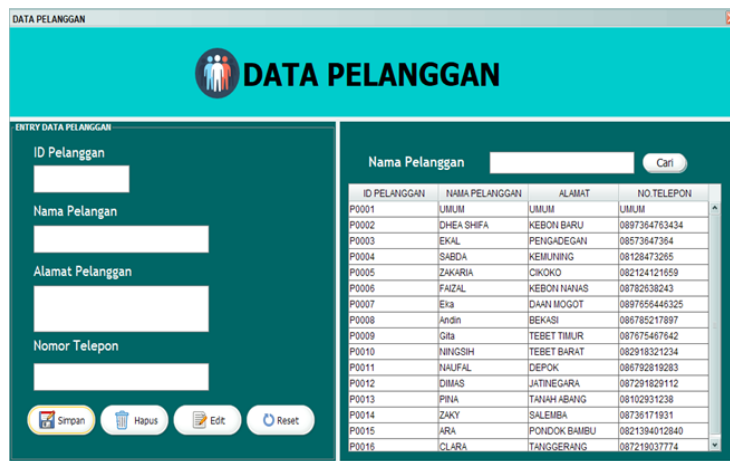 DATA PELANGGAN
DATA PELANGGAN
ENTRY DATA PELANGGAN
ID Pelanggan
Nama Pelangan
Alamat Pelanggan
Nomor Telepon
Simpan Hapus Edit Reset
Nama Pelanggan Cari
ID PELANGGAN NAMA PELANGGAN ALAMAT NO.TELEPON
P0001 UMUM UMUM UMUM
P0002 DHEA SHIFA KEBON BARU 0897364763434
P0003 EKAL PENGADEGAN 08573647364
P0004 SABDA KEMUNING 08128473265
P0005 ZAKARIA CIKOKO 082124121659
P0006 FAIZAL KEBON NANAS 08782638243
P0007 Eka DAAN MOGOT 0897656446325
P0008 Andin BEKASI 086785217897
P0009 Gita TEBET TIMUR 087675467642
P0010 NINGSIH TEBET BARAT 082918321234
P0011 NAUFAL DEPOK 086792819283
P0012 DIMAS JATINEGARA 087291829112
P0013 PINA TANAH ABANG 08102931238
P0014 ZAKY SALEMBA 08736171931
P0015 ARA PONDOK BAMBU 0821394012840
P0016 CLARA TANGGERANG 087219037774